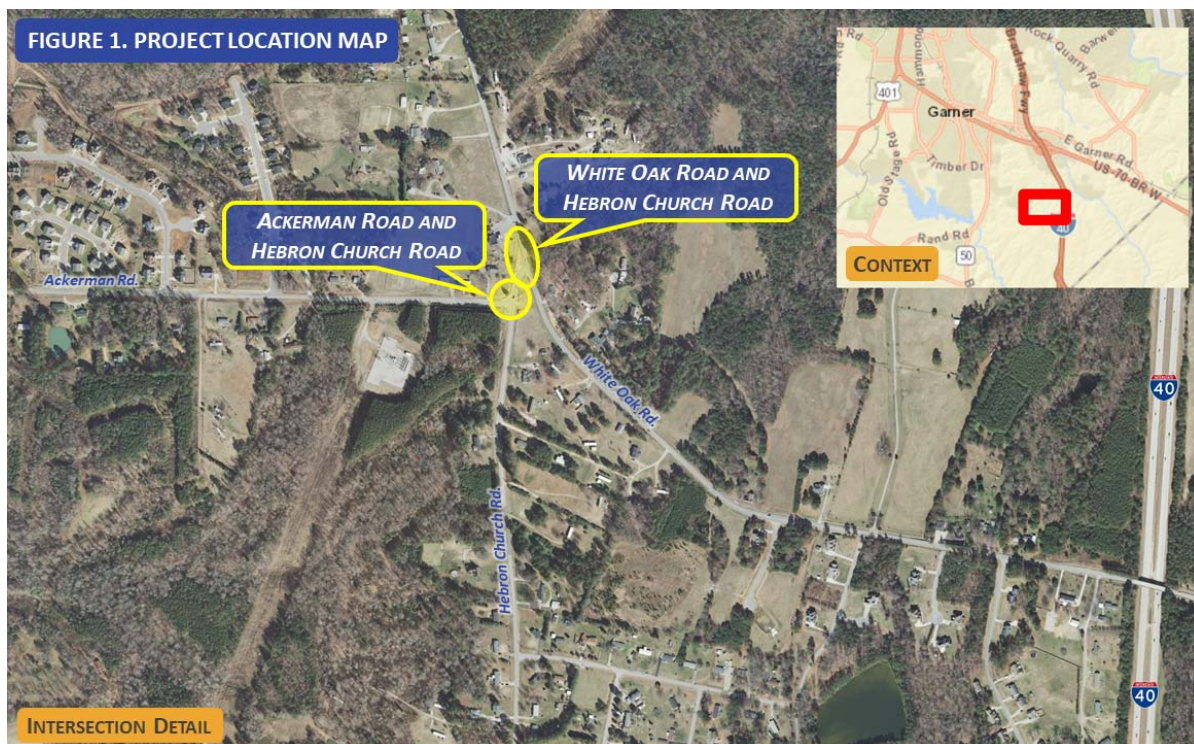 FIGURE 1. PROJECT LOCATION MAP
WHITE OAK ROAD AND
HEBRON CHURCH ROAD
ACKERMAN ROAD AND
HEBRON CHURCH ROAD
Ackerman Rd.
White Oak Rd.
Hebron Church Rd.
INTERSECTION DETAIL
40
40
Rock Quarry Rd
Bradshaw Fwy
401
Garner
Old Stage Rd
Timber Dr
E Garner Rd
US-70-BR W
Rand Rd
50
40
CONTEXT